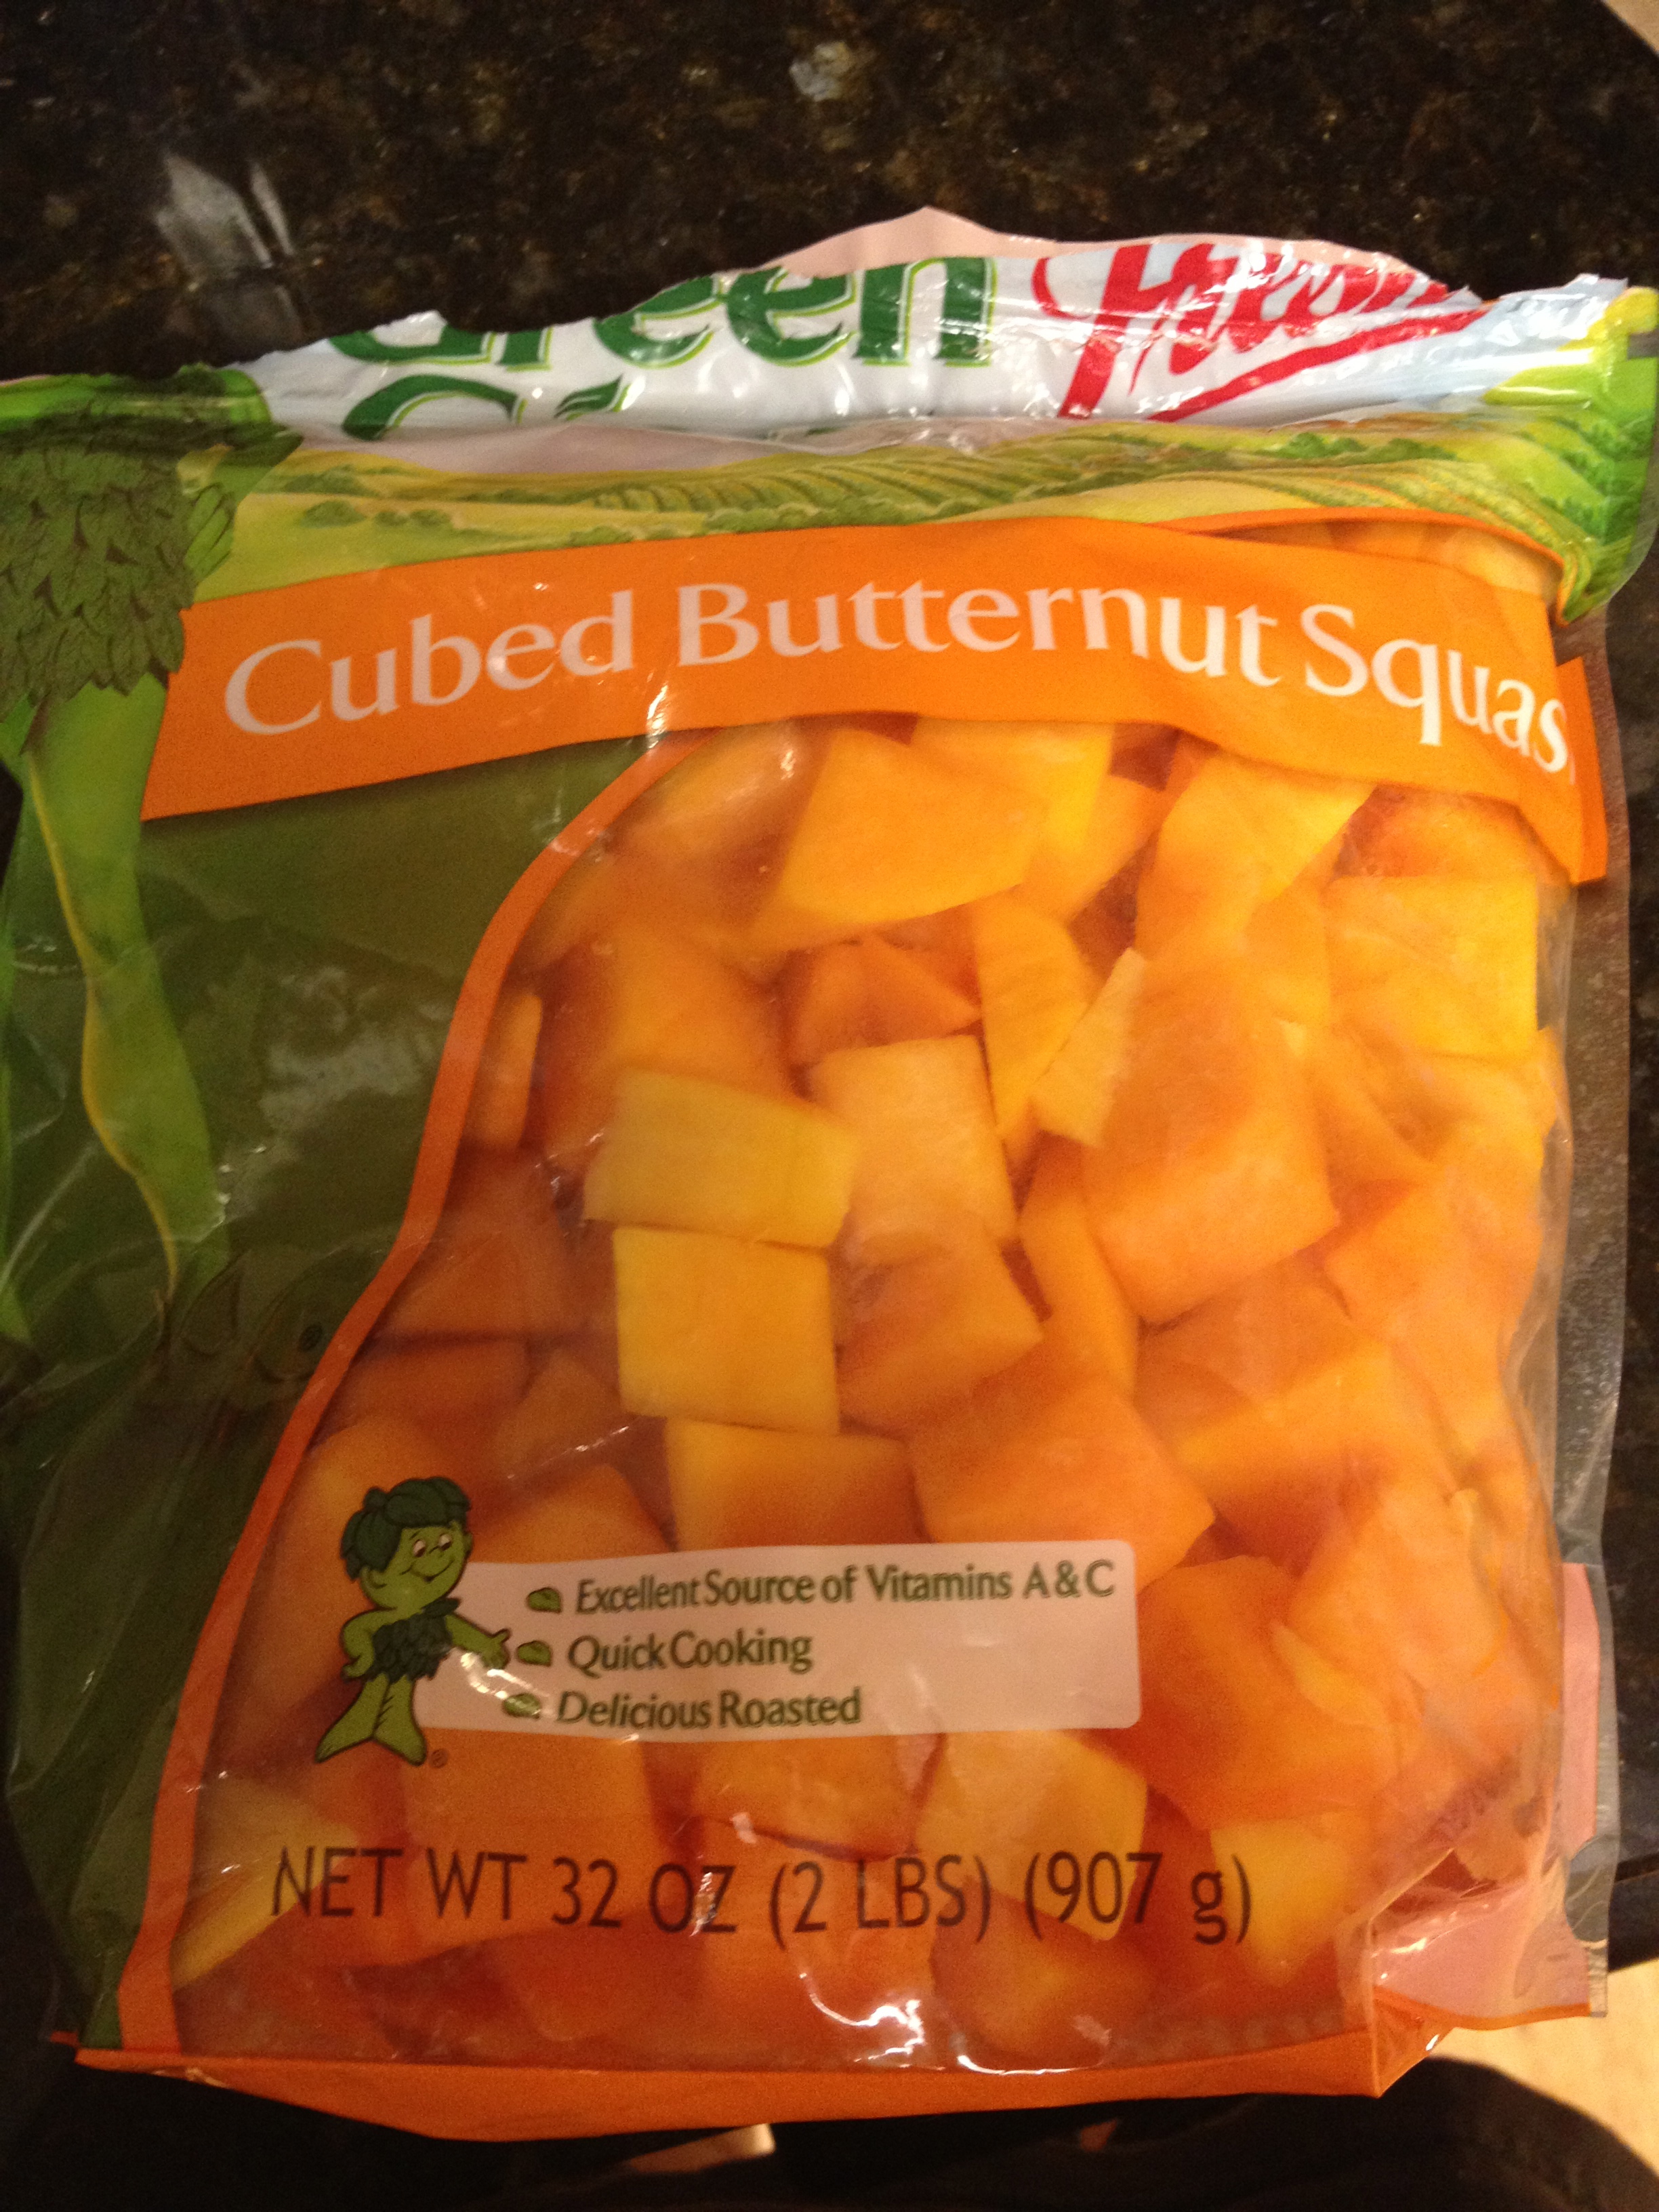 Green
Fresh
Cubed Butternut Squas
Excellent Source of Vitamins A & C
Quick Cooking
Delicious Roasted
®
NET WT 32 OZ (2 LBS) (907 g)